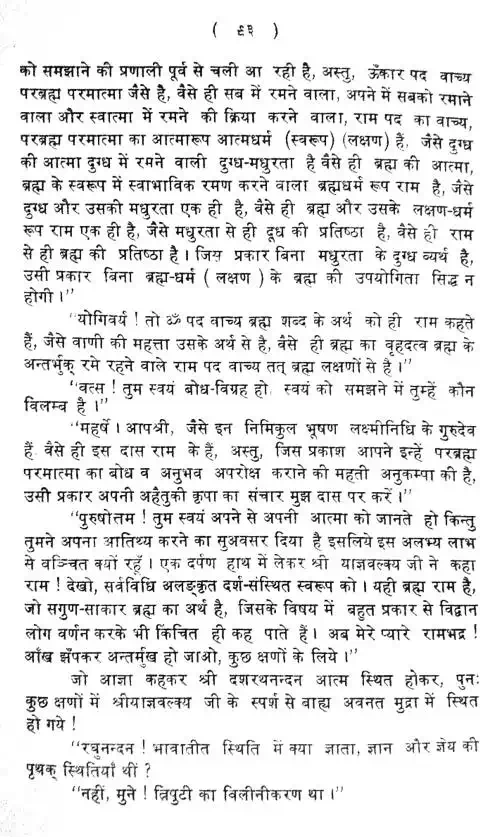 ( ९३ )
को समझाने की प्रणाली पूर्व से चली आ रही है, अस्तु, ऊँकार पद वाच्य
परब्रह्म परमात्मा जैसे है, वैसे ही सब में रमने वाला, अपने में सबको रमाने
वाला और स्वात्मा में रमने की क्रिया करने वाला, राम पद का वाच्य,
परब्रह्म परमात्मा का आत्मारूप आत्मधर्म (स्वरूप) (लक्षण) हैं, जैसे दुग्ध
की आत्मा दुग्ध में रमने वाली दुग्ध-मधुरता है वैसे ही ब्रह्म की आत्मा,
ब्रह्म के स्वरूप में स्वाभाविक रमण करने वाला ब्रह्मधर्म रूप राम है, जैसे
दुग्ध और उसकी मधुरता एक ही है, वैसे ही ब्रह्म और उसके लक्षण-धर्म
रूप राम एक ही है, जैसे मधुरता से ही दूध की प्रतिष्ठा है, वैसे ही राम
से ही ब्रह्म की प्रतिष्ठा है। जिस प्रकार बिना मधुरता के दुग्ध व्यर्थ है,
उसी प्रकार बिना ब्रह्म-धर्म ( लक्षण ) के ब्रह्म की उपयोगिता सिद्ध न
होगी।"
"योगिवर्य ! तो ॐ पद वाच्य ब्रह्म शब्द के अर्थ को ही राम कहते
हैं, जैसे वाणी की महत्ता उसके अर्थ से है, वैसे ही ब्रह्म का वृहदत्व ब्रह्म के
अन्तर्भुक् रमे रहने वाले राम पद वाच्य तत् ब्रह्म लक्षणों से है।"
"वत्स ! तुम स्वयं बोध-विग्रह हो, स्वयं को समझने में तुम्हें कौन
विलम्ब है।"
"महर्षे। आपश्री, जैसे इन निमिकुल भूषण लक्ष्मीनिधि के गुरुदेव
हैं, वैसे ही इस दास राम के हैं, अस्तु, जिस प्रकाश आपने इन्हें परब्रह्म
परमात्मा का बोध व अनुभव अपरोक्ष कराने की महती अनुकम्पा की है,
उसी प्रकार अपनी अहैतुकी कृपा का संचार मुझ दास पर करें।"
"पुरुषोत्तम ! तुम स्वयं अपने से अपनी आत्मा को जानते हो किन्तु
तुमने अपना आतिथ्य करने का सुअवसर दिया है इसलिये इस अलभ्य लाभ
से वञ्चित क्यों रहूँ। एक दर्पण हाथ में लेकर श्री याज्ञवल्क्य जी ने कहा
राम ! देखो, सर्वविधि अलङ्कृत दर्श-संस्थित स्वरूप को। यही ब्रह्म राम है,
जो सगुण-साकार ब्रह्म का अर्थ है, जिसके विषय में बहुत प्रकार से विद्वान
लोग वर्णन करके भी किंचित ही कह पाते हैं। अब मेरे प्यारे रामभद्र !
आँख झँपकर अन्तर्मुख हो जाओ, कुछ क्षणों के लिये।"
जो आज्ञा कहकर श्री दशरथनन्दन आत्म स्थित होकर, पुनः
कुछ क्षणों में श्रीयाज्ञवल्क्य जी के स्पर्श से बाह्य अवनत मुद्रा में स्थित
हो गये !
"रघुनन्दन ! भावातीत स्थिति में क्या ज्ञाता, ज्ञान और ज्ञेय की
पृथक् स्थितियाँ थीं ?
"नहीं, मुने ! त्रिपुटी का विलीनीकरण था।"